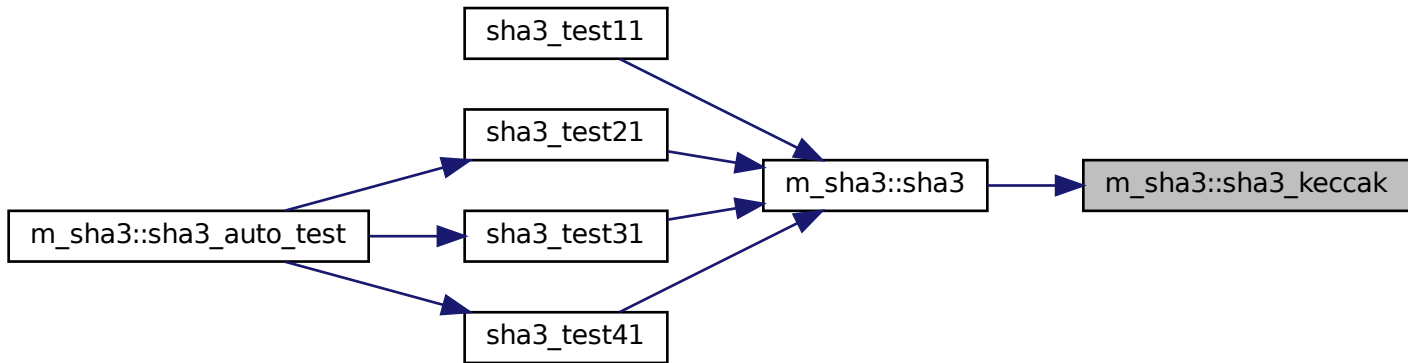 sha3_test11
sha3_test21
m_sha3::sha3
m_sha3::sha3_keccak
m_sha3::sha3_auto_test
sha3_test31
sha3_test41